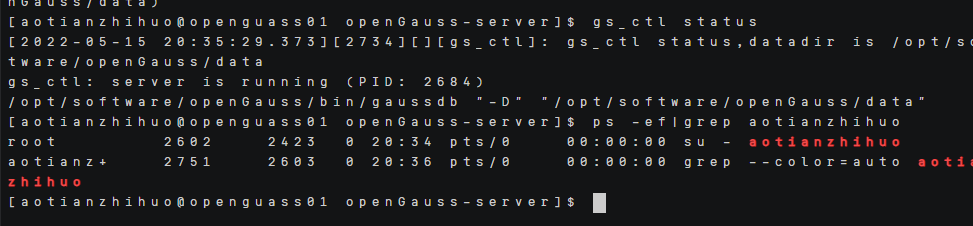 nGauss/data)
[aotianzhihuo@openguass01 openGauss-server]$ gs_ctl status
[2022-05-15 20:35:29.373][2734][][gs_ctl]: gs_ctl status,datadir is /opt/so
tware/openGauss/data
gs_ctl: server is running (PID: 2684)
/opt/software/openGauss/bin/gaussdb "-D" "/opt/software/openGauss/data"
[aotianzhihuo@openguass01 openGauss-server]$ ps -ef|grep aotianzhihuo
root 2602 2423 0 20:34 pts/0 00:00:00 su - aotianzhihuo
aotianz+ 2751 2603 0 20:36 pts/0 00:00:00 grep --color=auto aotia
zhihuo
[aotianzhihuo@openguass01 openGauss-server]$